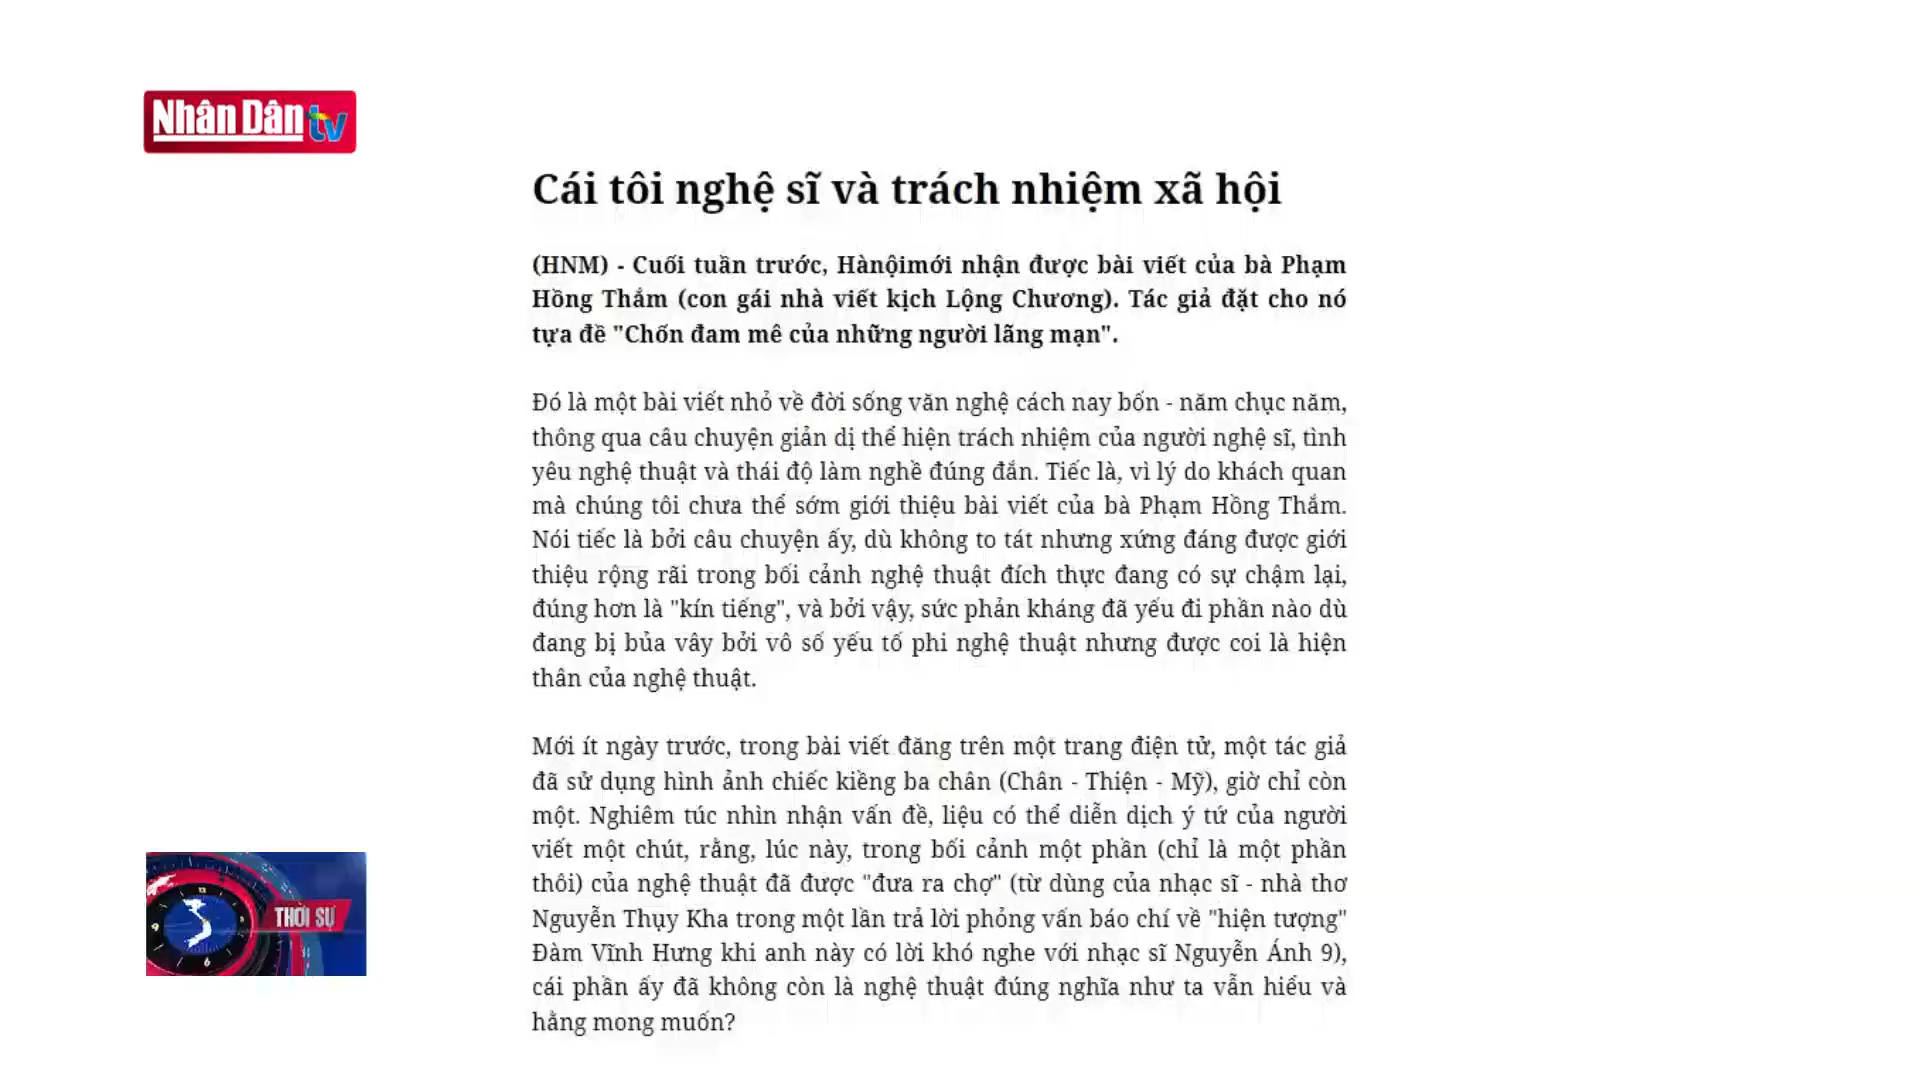 Nhân Dân tv
Cái tôi nghệ sĩ và trách nhiệm xã hội
(HNM) - Cuối tuần trước, Hànộimới nhận được bài viết của bà Phạm
Hồng Thắm (con gái nhà viết kịch Lộng Chương). Tác giả đặt cho nó
tựa đề "Chốn đam mê của những người lãng mạn".
Đó là một bài viết nhỏ về đời sống văn nghệ cách nay bốn - năm chục năm,
thông qua câu chuyện giản dị thể hiện trách nhiệm của người nghệ sĩ, tình
yêu nghệ thuật và thái độ làm nghề đúng đắn. Tiếc là, vì lý do khách quan
mà chúng tôi chưa thể sớm giới thiệu bài viết của bà Phạm Hồng Thắm.
Nói tiếc là bởi câu chuyện ấy, dù không to tát nhưng xứng đáng được giới
thiệu rộng rãi trong bối cảnh nghệ thuật đích thực đang có sự chậm lại,
đúng hơn là "kín tiếng", và bởi vậy, sức phản kháng đã yếu đi phần nào dù
đang bị bủa vây bởi vô số yếu tố phi nghệ thuật nhưng được coi là hiện
thân của nghệ thuật.
Mới ít ngày trước, trong bài viết đăng trên một trang điện tử, một tác giả
đã sử dụng hình ảnh chiếc kiềng ba chân (Chân - Thiện - Mỹ), giờ chỉ còn
một. Nghiêm túc nhìn nhận vấn đề, liệu có thể diễn dịch ý tứ của người
viết một chút, rằng, lúc này, trong bối cảnh một phần (chỉ là một phần
thôi) của nghệ thuật đã được "đưa ra chợ" (từ dùng của nhạc sĩ - nhà thơ
Nguyễn Thụy Kha trong một lần trả lời phỏng vấn báo chí về "hiện tượng"
Đàm Vĩnh Hưng khi anh này có lời khó nghe với nhạc sĩ Nguyễn Ánh 9),
cái phần ấy đã không còn là nghệ thuật đúng nghĩa như ta vẫn hiểu và
hằng mong muốn?
12
9
6
THỜI SỰ